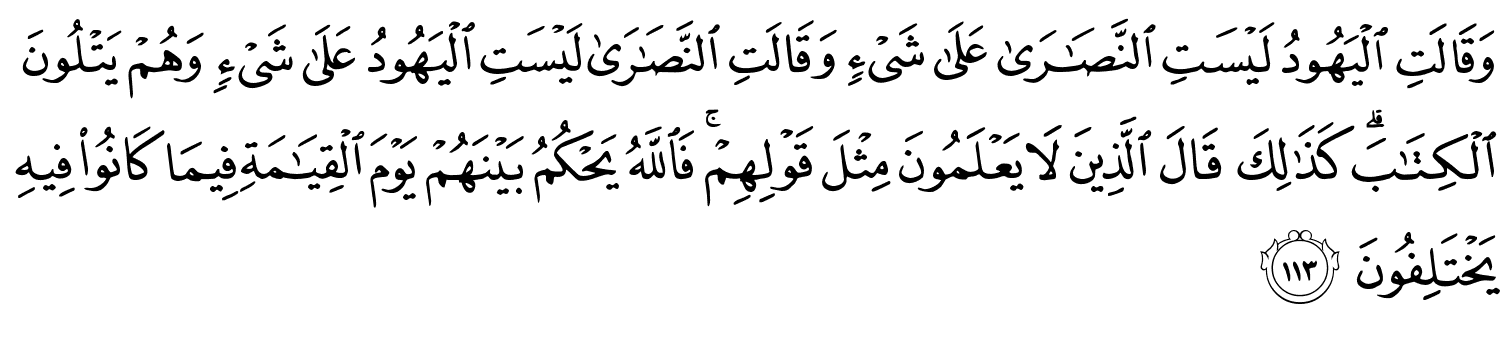 وَقَالَتِ ٱلۡيَهُودُ لَيۡسَتِ ٱلنَّصَٰرَىٰ عَلَىٰ شَيۡءٖ وَقَالَتِ ٱلنَّصَٰرَىٰ لَيۡسَتِ ٱلۡيَهُودُ عَلَىٰ شَيۡءٖ وَهُمۡ يَتۡلُونَ
ٱلۡكِتَٰبَۗ كَذَٰلِكَ قَالَ ٱلَّذِينَ لَا يَعۡلَمُونَ مِثۡلَ قَوۡلِهِمۡۚ فَٱللَّهُ يَحۡكُمُ بَيۡنَهُمۡ يَوۡمَ ٱلۡقِيَٰمَةِ فِيمَا كَانُواْ فِيهِ
يَخۡتَلِفُونَ ١١٣